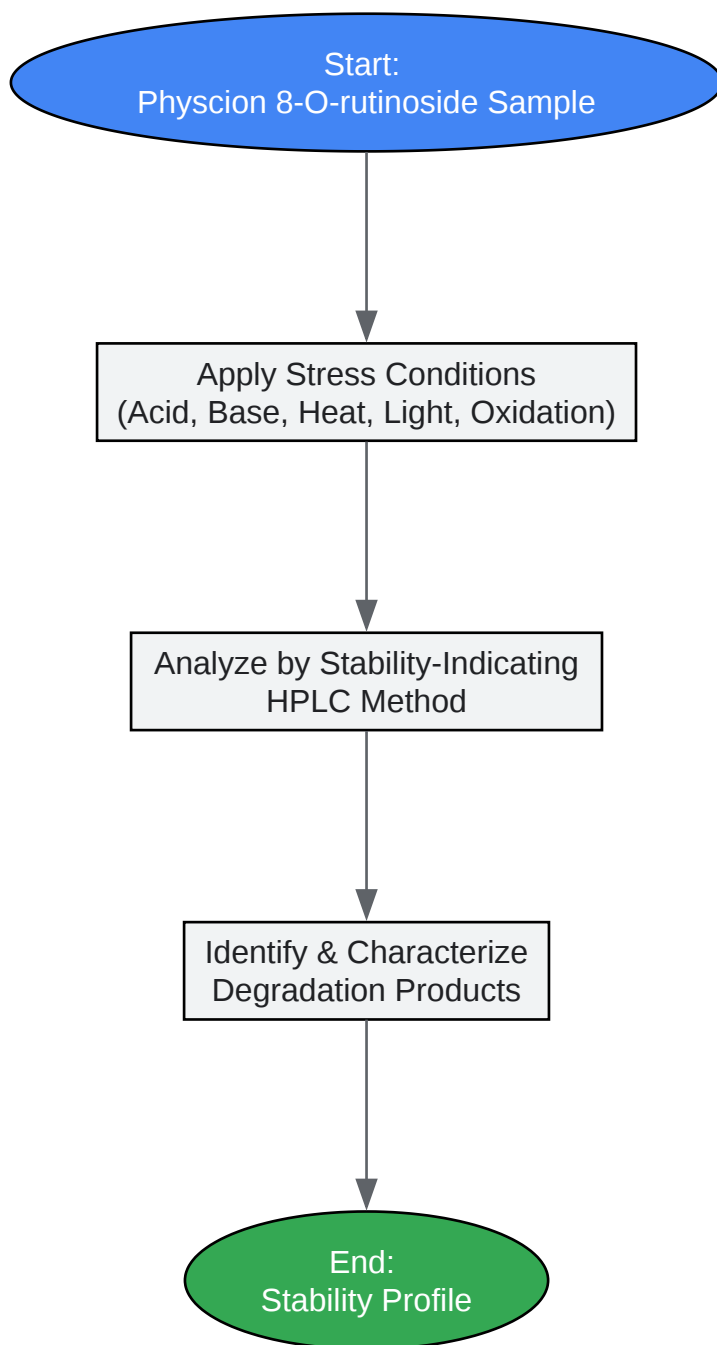 Start:
Physcion 8-O-rutinoside Sample
Apply Stress Conditions
(Acid, Base, Heat, Light, Oxidation)
Analyze by Stability-Indicating
HPLC Method
Identify & Characterize
Degradation Products
End:
Stability Profile